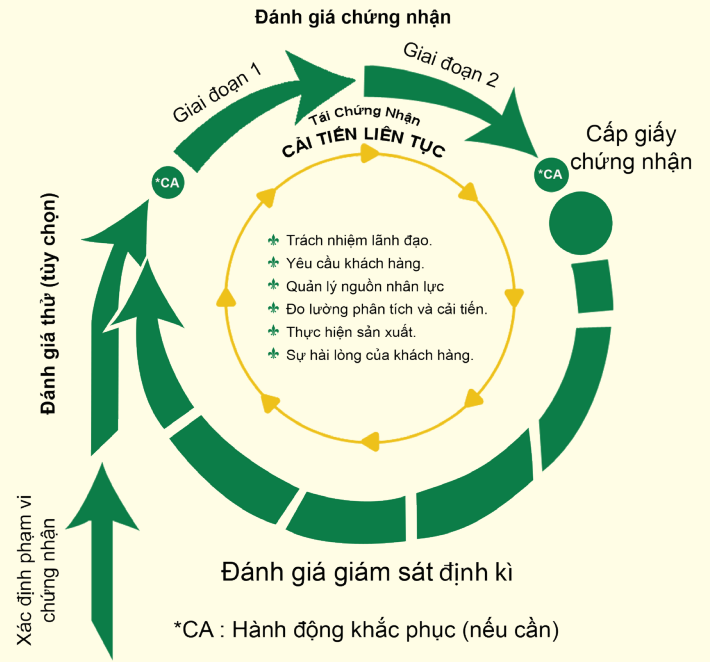 Đánh giá chứng nhận
Giai đoạn 1
Giai đoạn 2
Tái Chứng Nhận
CẢI TIẾN LIÊN TỤC
*CA
*CA
Cấp giấy
chứng nhận
Trách nhiệm lãnh đạo.
Yêu cầu khách hàng.
Quản lý nguồn nhân lực
Đo lường phân tích và cải tiến.
Thực hiện sản xuất.
Sự hài lòng của khách hàng.
Đánh giá thử (tùy chọn)
Xác định phạm vi
chứng nhận
Đánh giá giám sát định kì
*CA : Hành động khắc phục (nếu cần)